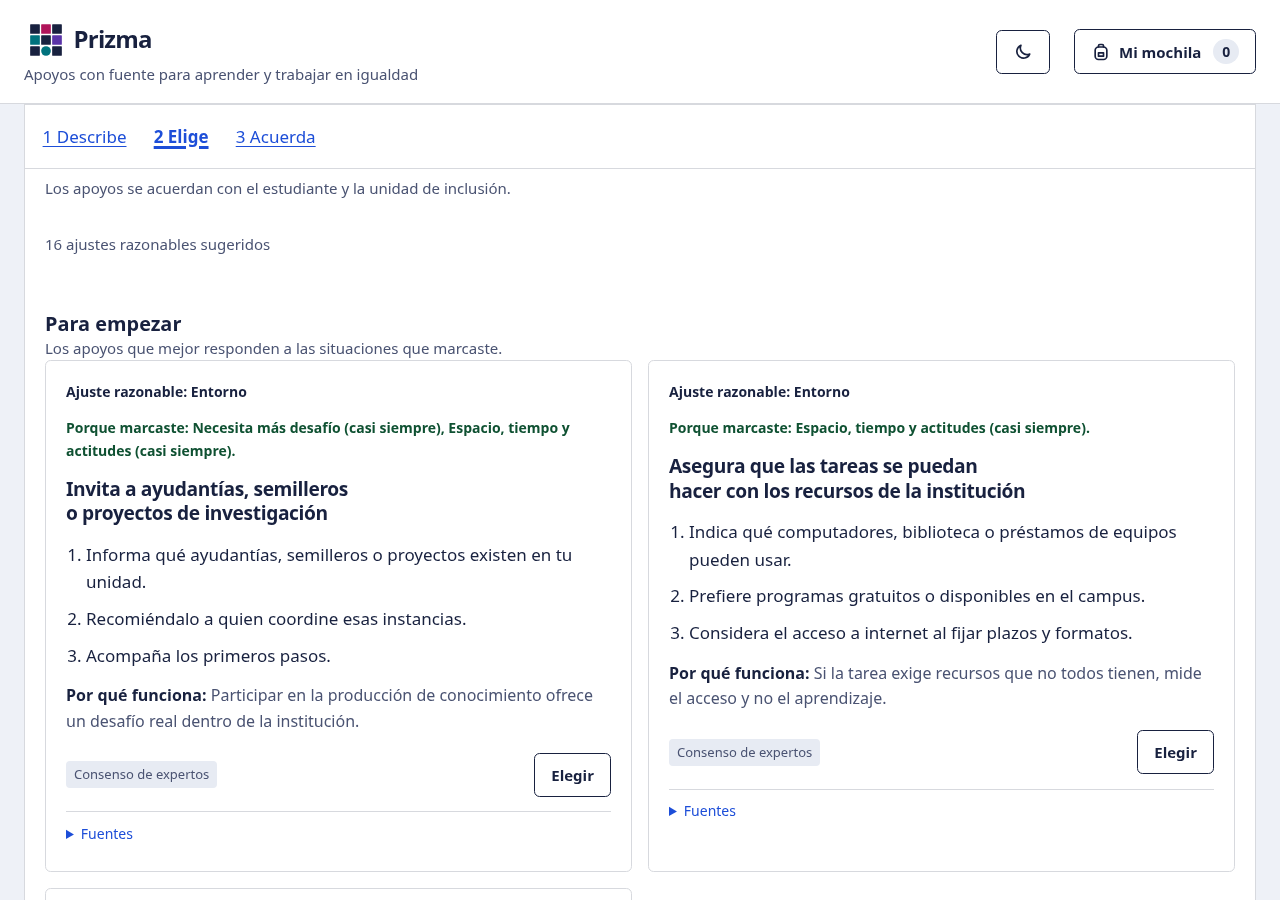 Prizma
Apoyos con fuente para aprender y trabajar en igualdad
Mi mochila 0
1 Describe
2 Elige
3 Acuerda
Los apoyos se acuerdan con el estudiante y la unidad de inclusión.
16 ajustes razonables sugeridos
Para empezar
Los apoyos que mejor responden a las situaciones que marcaste.
Ajuste razonable: Entorno
Porque marcaste: Necesita más desafío (casi siempre), Espacio, tiempo y
actitudes (casi siempre).
Invita a ayudantías, semilleros
o proyectos de investigación
1. Informa qué ayudantías, semilleros o proyectos existen en tu
unidad.
2. Recomiéndalo a quien coordine esas instancias.
3. Acompaña los primeros pasos.
Por qué funciona: Participar en la producción de conocimiento ofrece
un desafío real dentro de la institución.
Consenso de expertos
Elegir
Fuentes
Ajuste razonable: Entorno
Porque marcaste: Espacio, tiempo y actitudes (casi siempre).
Asegura que las tareas se puedan
hacer con los recursos de la institución
1. Indica qué computadores, biblioteca o préstamos de equipos
pueden usar.
2. Prefiere programas gratuitos o disponibles en el campus.
3. Considera el acceso a internet al fijar plazos y formatos.
Por qué funciona: Si la tarea exige recursos que no todos tienen, mide
el acceso y no el aprendizaje.
Consenso de expertos
Elegir
Fuentes